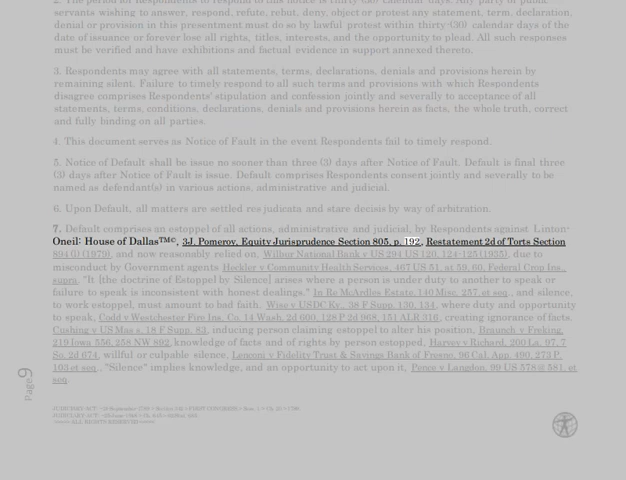 2. The period for Respondents to respond to this notice is thirty-(30) calendar days. Any party or public
servants wishing to answer, respond, refute, rebut, deny, object or protest any statement, term, declaration,
denial or provision in this presentment must do so by lawful protest within thirty-(30) calendar days of the
date of issuance or forever lose all rights, titles, interests, and the opportunity to plead. All such responses
must be verified and have exhibitions and factual evidence in support annexed thereto.
3. Respondents may agree with all statements, terms, declarations, denials and provisions herein by
remaining silent. Failure to timely respond to all such terms and provisions with which Respondents
disagree comprises Respondents' stipulation and confession jointly and severally to acceptance of all
statements, terms, conditions, declarations, denials and provisions herein as facts, the whole truth, correct
and fully binding on all parties.
4. This document serves as Notice of Fault in the event Respondents fail to timely respond.
5. Notice of Default shall be issue no sooner than three (3) days after Notice of Fault. Default is final three
(3) days after Notice of Fault is issue. Default comprises Respondents consent jointly and severally to be
named as defendant(s) in various actions, administrative and judicial.
6. Upon Default, all matters are settled res judicata and stare decisis by way of arbitration.
7. Default comprises an estoppel of all actions, administrative and judicial, by Respondents against Linton-
Oneil: House of Dallas™©, 3J. Pomeroy, Equity Jurisprudence Section 805, p. 192, Restatement 2d of Torts Section
894(i) (1979), and now reasonably relied on, Wilbur National Bank v US 294 US 120, 124-125(1955), due to
misconduct by Government agents Heckler v Community Health Services, 467 US 51, at 59, 60, Federal Crop Ins.,
supra, "It [the doctrine of Estoppel by Silence] arises where a person is under duty to another to speak or
failure to speak is inconsistent with honest dealings." In Re McArdles Estate, 140 Misc. 257, et seq., and silence,
to work estoppel, must amount to bad faith, Wise v USDC Ky., 38 F Supp. 130, 134, where duty and opportunity
to speak, Codd v Westchester Fire Ins. Co. 14 Wash. 2d 600, 128 P 2d 968, 151 ALR 316, creating ignorance of facts,
Cushing v US Mas s. 18 F Supp. 83, inducing person claiming estoppel to alter his position, Braunch v Freking,
219 Iowa 556, 258 NW 892, knowledge of facts and of rights by person estopped, Harvey v Richard, 200 La. 97, 7
So. 2d 674, willful or culpable silence, Lenconi v Fidelity Trust & Savings Bank of Fresno, 96 Cal. App. 490, 273 P.
103 et seq., "Silence" implies knowledge, and an opportunity to act upon it, Pence v Langdon, 99 US 578 @ 581, et
seq.
Page 9